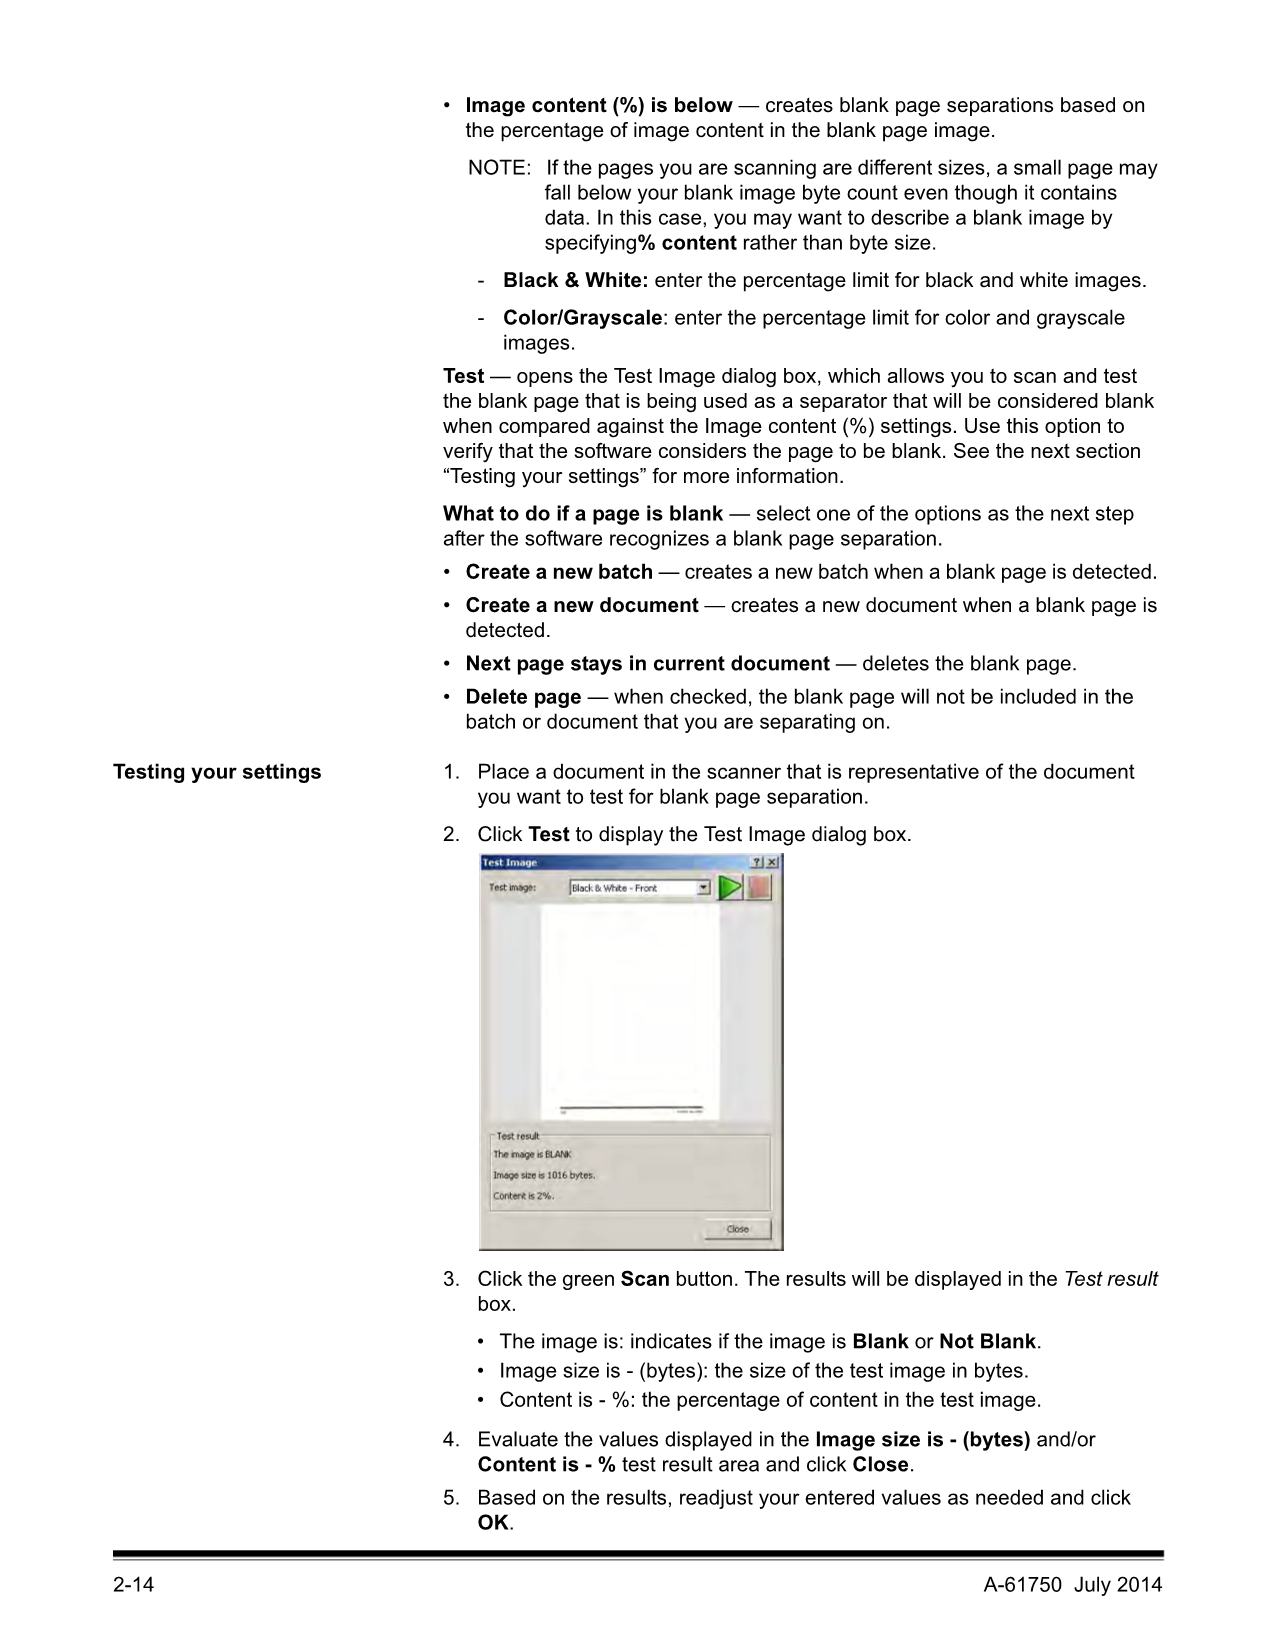 • Image content (%) is below — creates blank page separations based on
the percentage of image content in the blank page image.
NOTE: If the pages you are scanning are different sizes, a small page may
fall below your blank image byte count even though it contains
data. In this case, you may want to describe a blank image by
specifying% content rather than byte size.
- Black & White: enter the percentage limit for black and white images.
- Color/Grayscale: enter the percentage limit for color and grayscale
images.
Test — opens the Test Image dialog box, which allows you to scan and test
the blank page that is being used as a separator that will be considered blank
when compared against the Image content (%) settings. Use this option to
verify that the software considers the page to be blank. See the next section
“Testing your settings” for more information.
What to do if a page is blank — select one of the options as the next step
after the software recognizes a blank page separation.
• Create a new batch — creates a new batch when a blank page is detected.
• Create a new document — creates a new document when a blank page is
detected.
• Next page stays in current document — deletes the blank page.
• Delete page — when checked, the blank page will not be included in the
batch or document that you are separating on.
Testing your settings
1. Place a document in the scanner that is representative of the document
you want to test for blank page separation.
2. Click Test to display the Test Image dialog box.
Test Image
Test image: Black & White - Front
Test result
The image is BLANK
Image size is 1016 bytes.
Content is 2%.
Close
3. Click the green Scan button. The results will be displayed in the Test result
box.
• The image is: indicates if the image is Blank or Not Blank.
• Image size is - (bytes): the size of the test image in bytes.
• Content is - %: the percentage of content in the test image.
4. Evaluate the values displayed in the Image size is - (bytes) and/or
Content is - % test result area and click Close.
5. Based on the results, readjust your entered values as needed and click
OK.
2-14 A-61750 July 2014